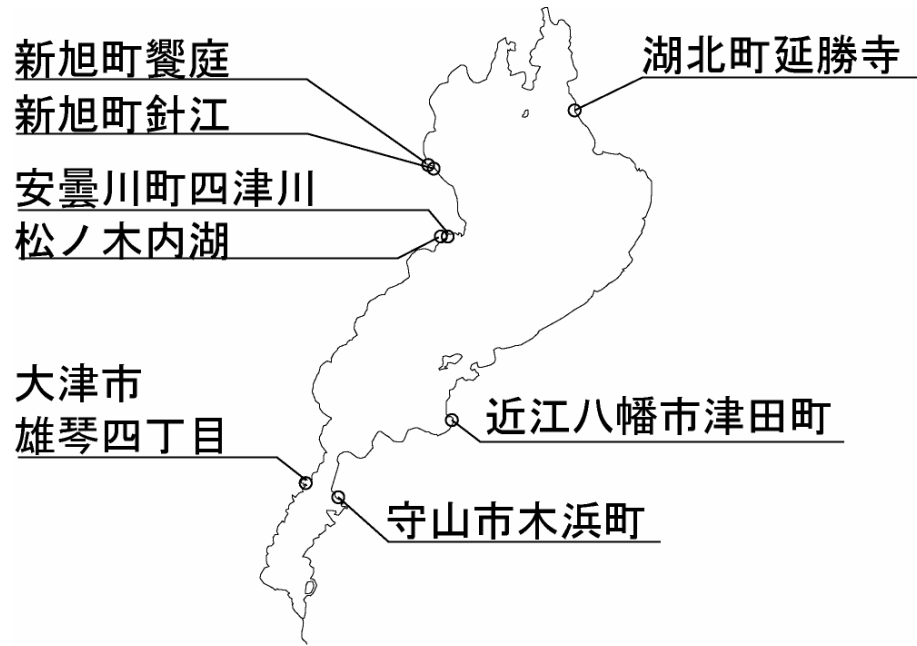 新旭町饗庭
新旭町針江
安曇川町四津川
松ノ木内湖
大津市
雄琴四丁目
湖北町延勝寺
近江八幡市津田町
守山市木浜町